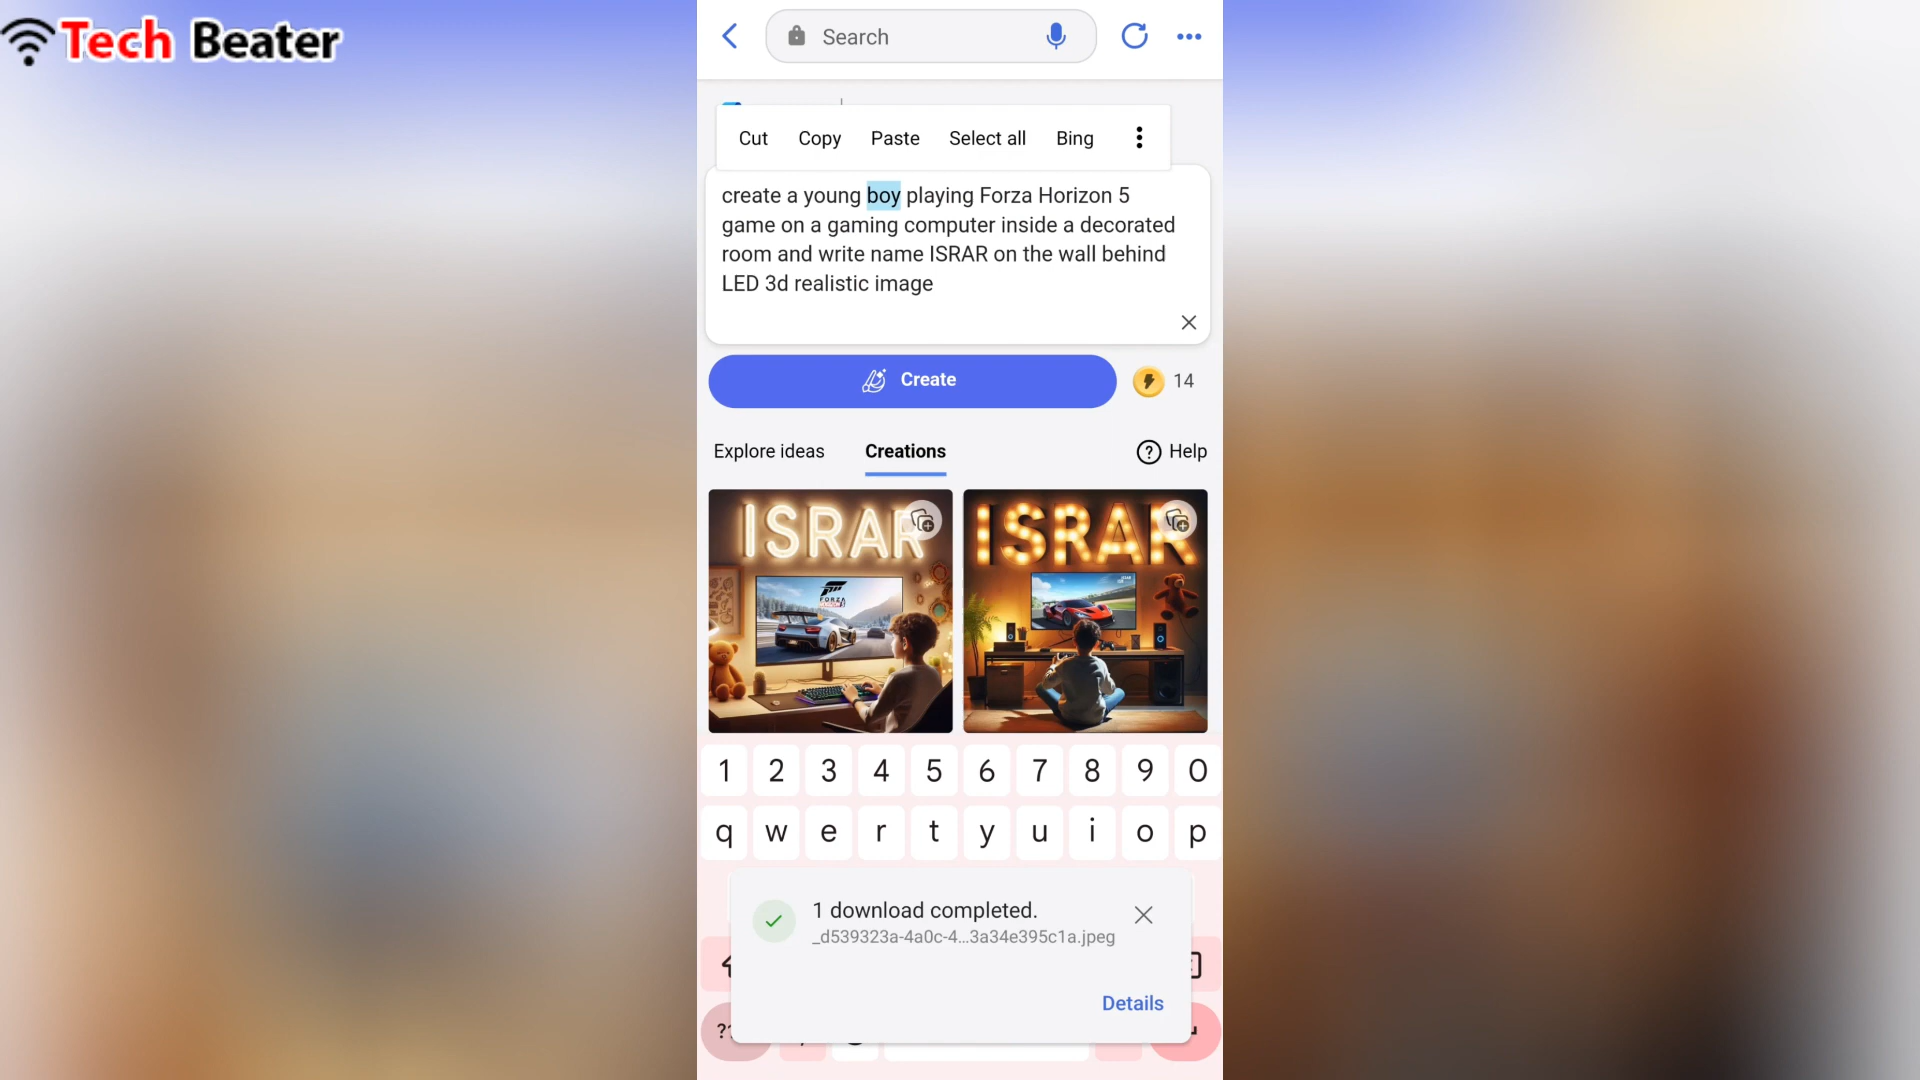 Tech Beater
Search
Cut Copy Paste Select all Bing
create a young boy playing Forza Horizon 5
game on a gaming computer inside a decorated
room and write name ISRAR on the wall behind
LED 3d realistic image
Create 14
Explore ideas Creations Help
ISRAR ISRAR
FORZA
1 2 3 4 5 6 7 8 9 0
q w e r t y u i o p
1 download completed.
_d539323a-4a0c-4...3a34e395c1a.jpeg
Details